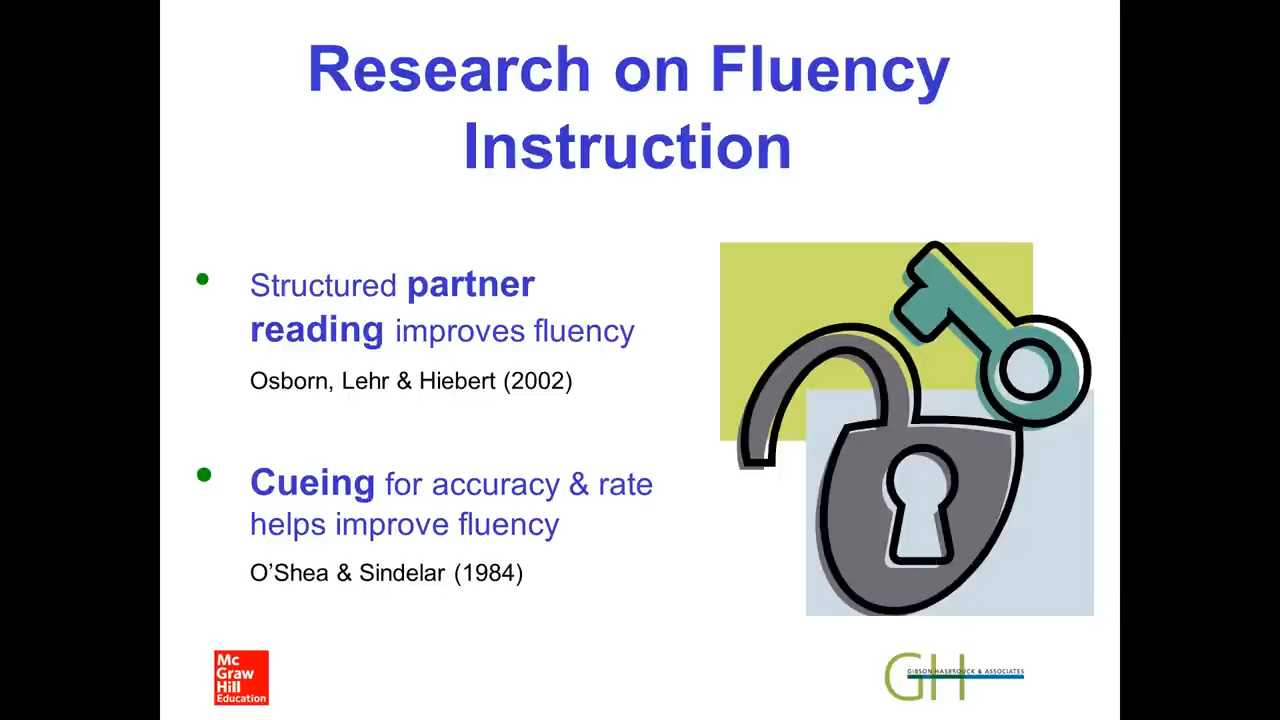 Research on Fluency
Instruction
• Structured partner
reading improves fluency
Osborn, Lehr & Hiebert (2002)
• Cueing for accuracy & rate
helps improve fluency
O’Shea & Sindelar (1984)
Mc
Graw
Hill
Education
GH
GIBSON HASBROUCK & ASSOCIATES